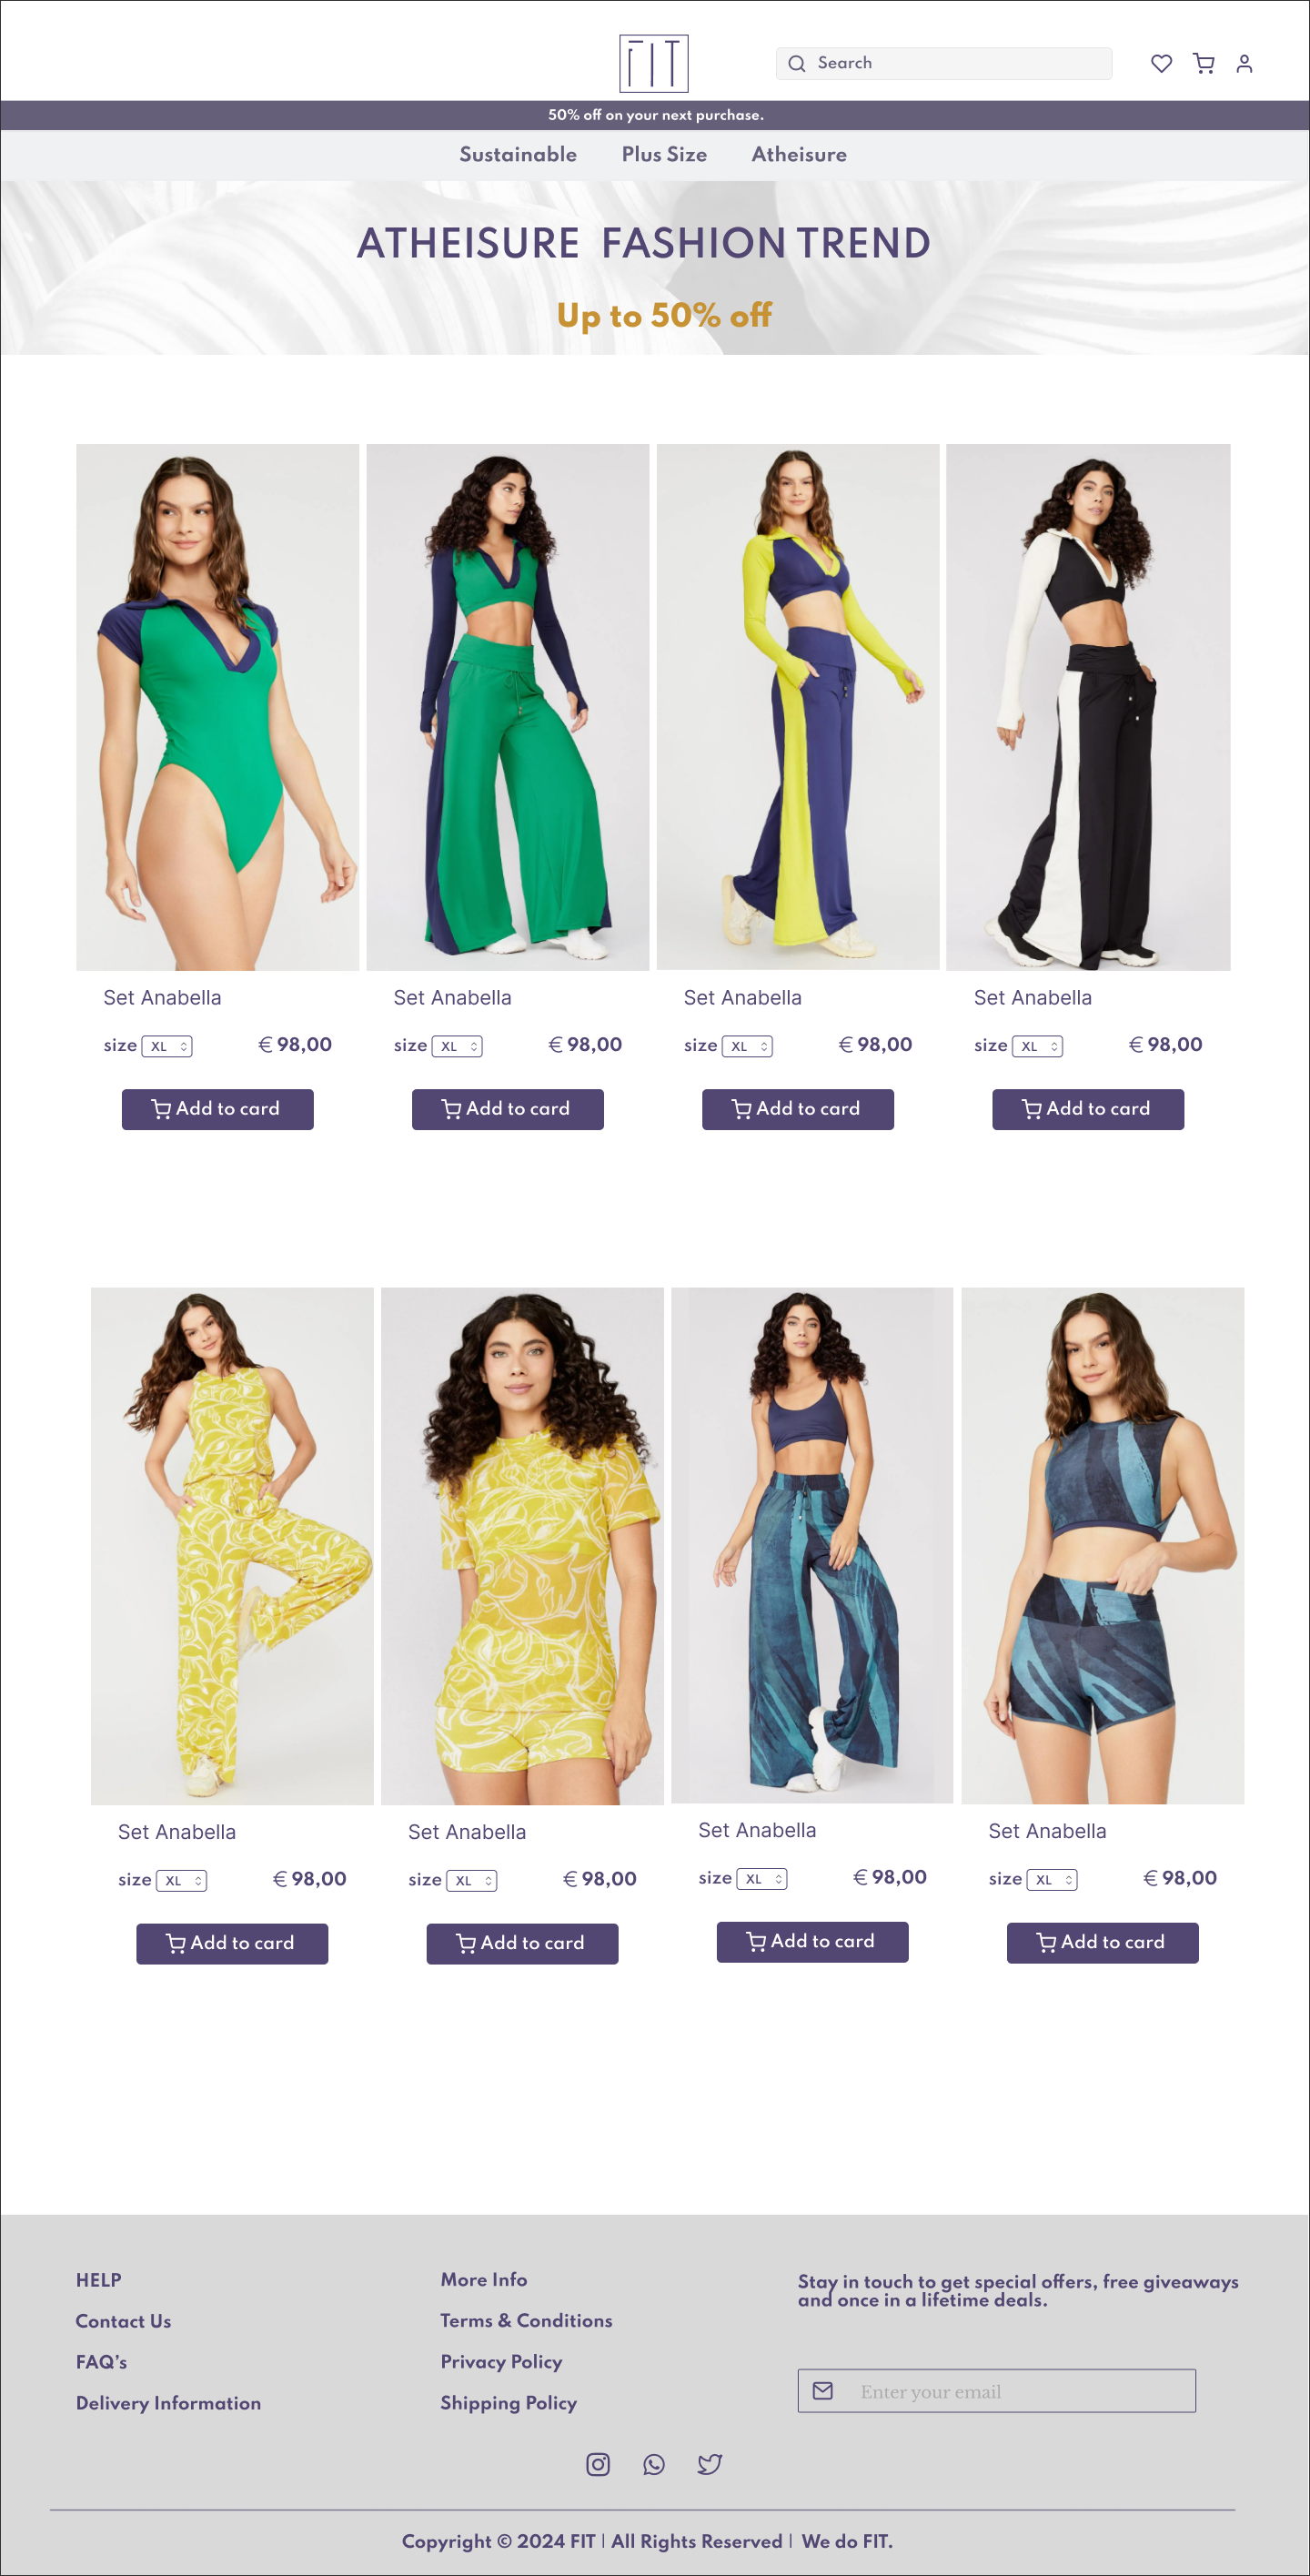 FIT
Search
50% off on your next purchase.
Sustainable Plus Size Atheisure
ATHEISURE FASHION TREND
Up to 50% off
Set Anabella Set Anabella Set Anabella Set Anabella
size XL € 98,00 size XL € 98,00 size XL € 98,00 size XL € 98,00
Add to card Add to card Add to card Add to card
Set Anabella Set Anabella Set Anabella Set Anabella
size XL € 98,00 size XL € 98,00 size XL € 98,00 size XL € 98,00
Add to card Add to card Add to card Add to card
HELP
Contact Us
FAQ’s
Delivery Information
More Info
Terms & Conditions
Privacy Policy
Shipping Policy
Stay in touch to get special offers, free giveaways
and once in a lifetime deals.
Enter your email
Copyright © 2024 FIT | All Rights Reserved | We do FIT.